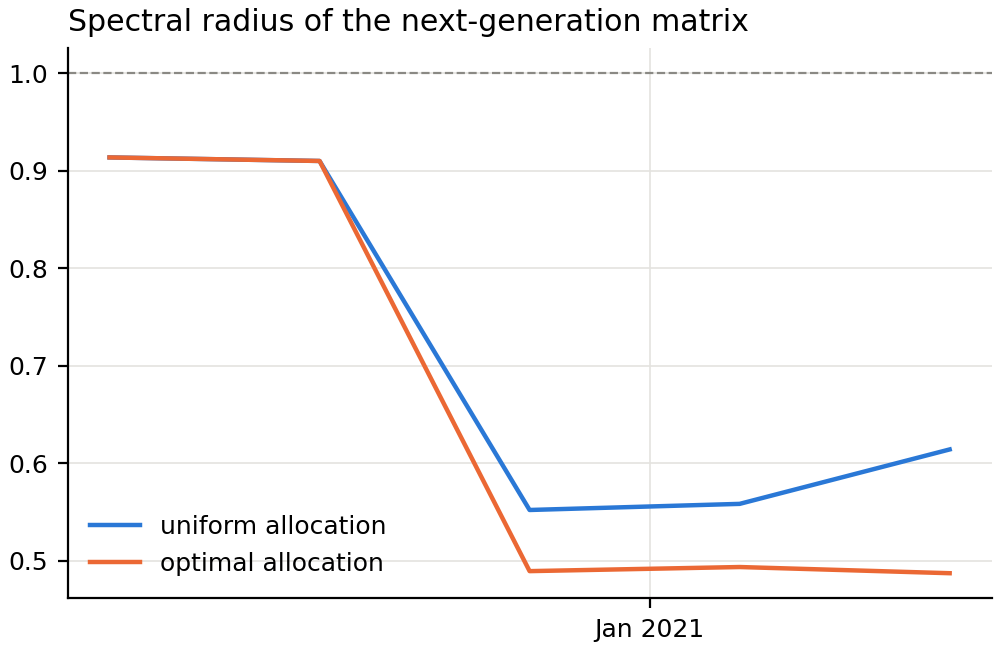 Spectral radius of the next-generation matrix
1.0
0.9
0.8
0.7
0.6
0.5
uniform allocation
optimal allocation
Jan 2021